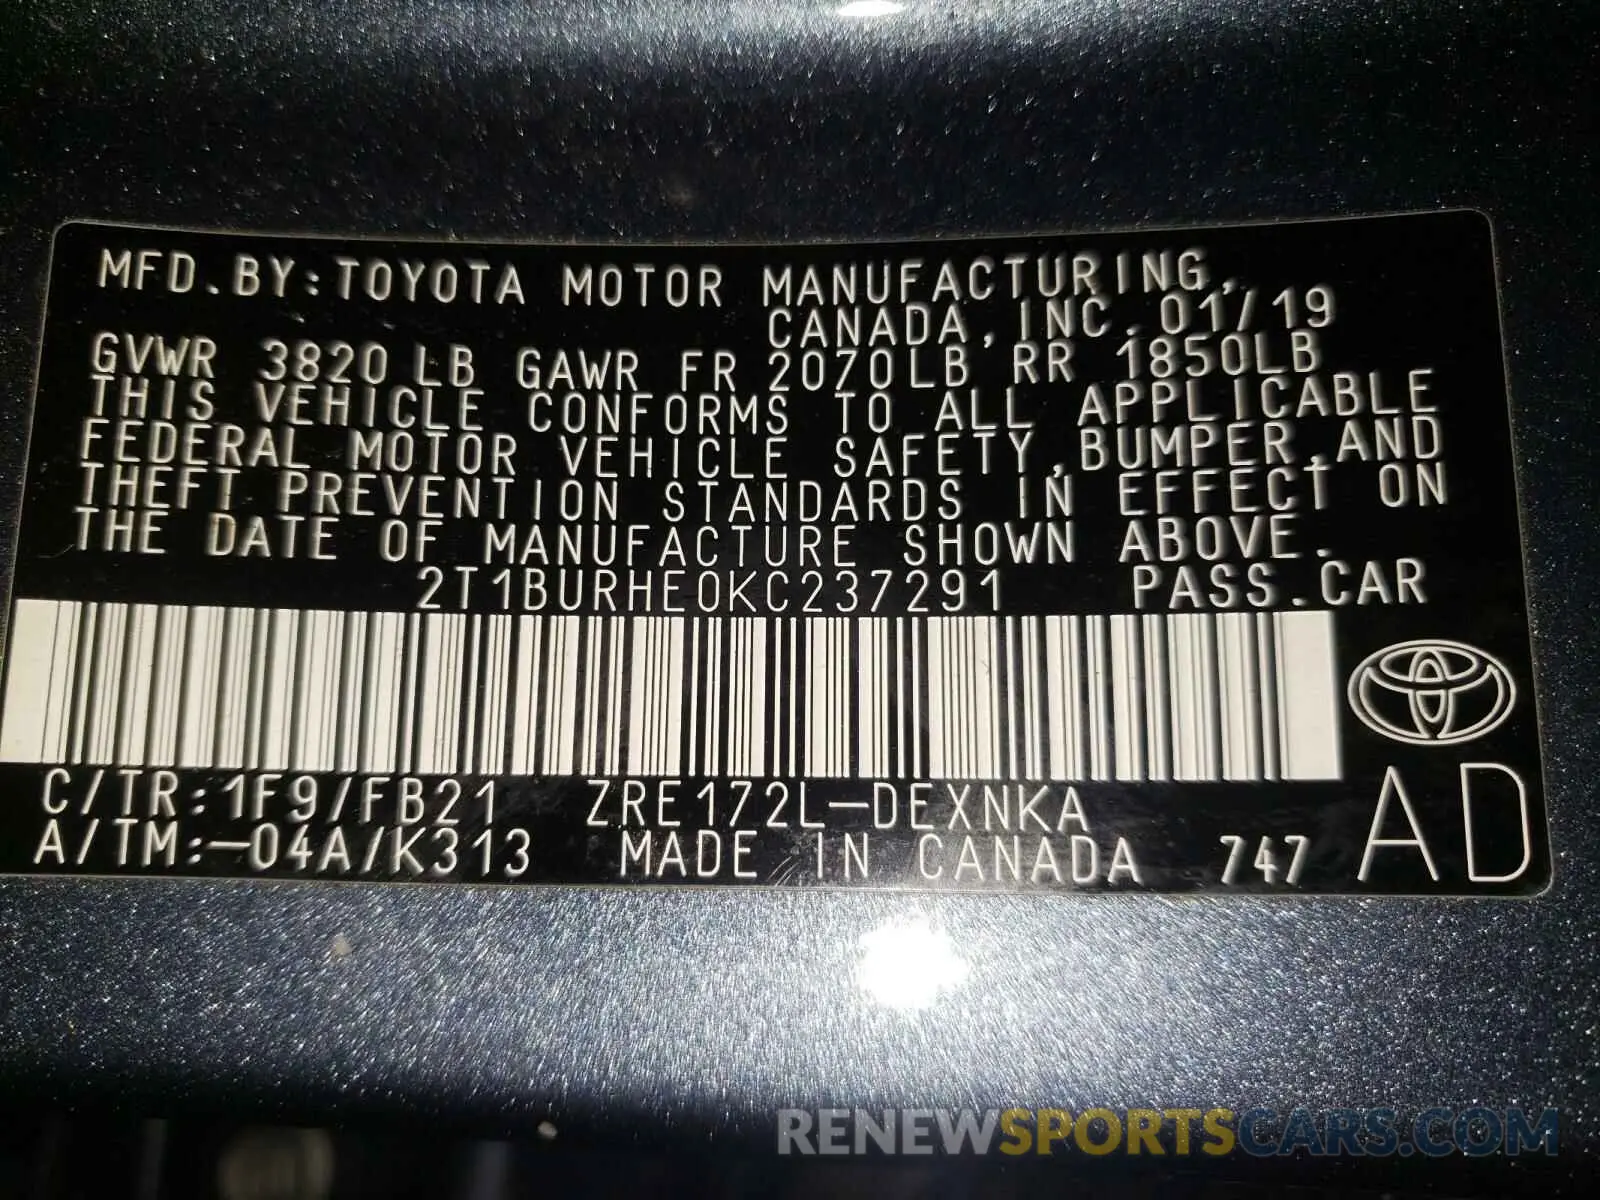 MFD.BY:TOYOTA MOTOR MANUFACTURING,
CANADA,INC. 01/19
GVWR 3820 LB GAWR FR 2070LB RR 1850LB
THIS VEHICLE CONFORMS TO ALL APPLICABLE
FEDERAL MOTOR VEHICLE SAFETY,BUMPER,AND
THEFT PREVENTION STANDARDS IN EFFECT ON
THE DATE OF MANUFACTURE SHOWN ABOVE.
2T1BURHE0KC237291 PASS.CAR
C/TR:1F9/FB21 ZRE172L-DEXNKA
A/TM:-04A/K313 MADE IN CANADA 747 AD
RENEWSPORTSCARS.COM